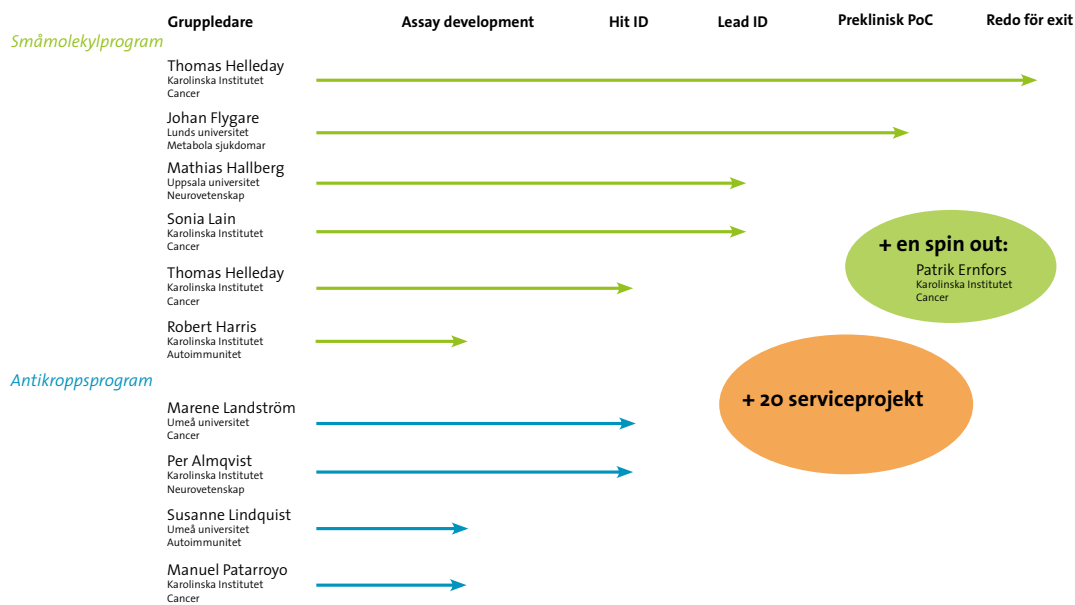 Gruppledare Assay development Hit ID Lead ID Preklinisk PoC Redo för exit
Småmolekylprogram
Thomas Helleday
Karolinska Institutet
Cancer
Johan Flygare
Lunds universitet
Metabola sjukdomar
Mathias Hallberg
Uppsala universitet
Neurovetenskap
Sonia Lain
Karolinska Institutet
Cancer
Thomas Helleday
Karolinska Institutet
Cancer
Robert Harris
Karolinska Institutet
Autoimmunitet
+ en spin out:
Patrik Ernfors
Karolinska Institutet
Cancer
+ 20 serviceprojekt
Antikroppsprogram
Marene Landström
Umeå universitet
Cancer
Per Almqvist
Karolinska Institutet
Neurovetenskap
Susanne Lindquist
Umeå universitet
Autoimmunitet
Manuel Patarroyo
Karolinska Institutet
Cancer